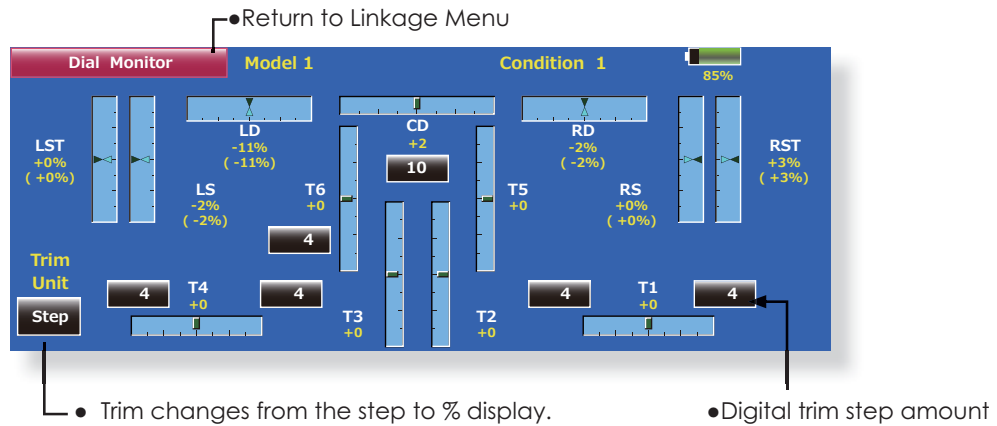 ●Return to Linkage Menu
Dial Monitor
Model 1
Condition 1
85%
LST
+0%
( +0%)
LD
-11%
( -11%)
LS
-2%
( -2%)
CD
+2
10
RD
-2%
( -2%)
RS
+0%
( +0%)
RST
+3%
( +3%)
T6
+0
4
T5
+0
Trim
Unit
Step
4
T4
+0
4
T3
+0
T2
+0
4
T1
+0
4
● Trim changes from the step to % display.
●Digital trim step amount